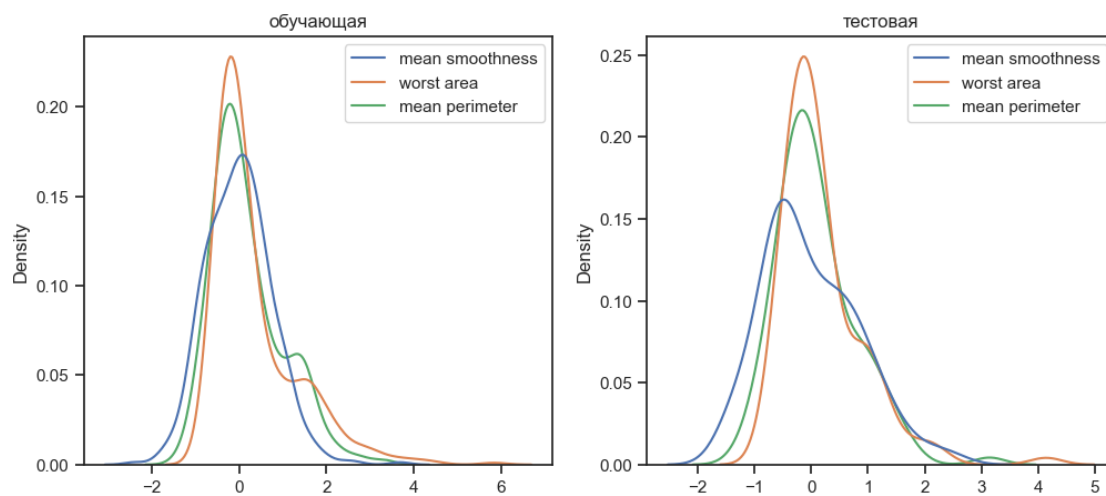 обучающая
mean smoothness
worst area
mean perimeter
Density
0.20
0.15
0.10
0.05
0.00
−2
0
2
4
6
тестовая
mean smoothness
worst area
mean perimeter
Density
0.25
0.20
0.15
0.10
0.05
0.00
−2
−1
0
1
2
3
4
5